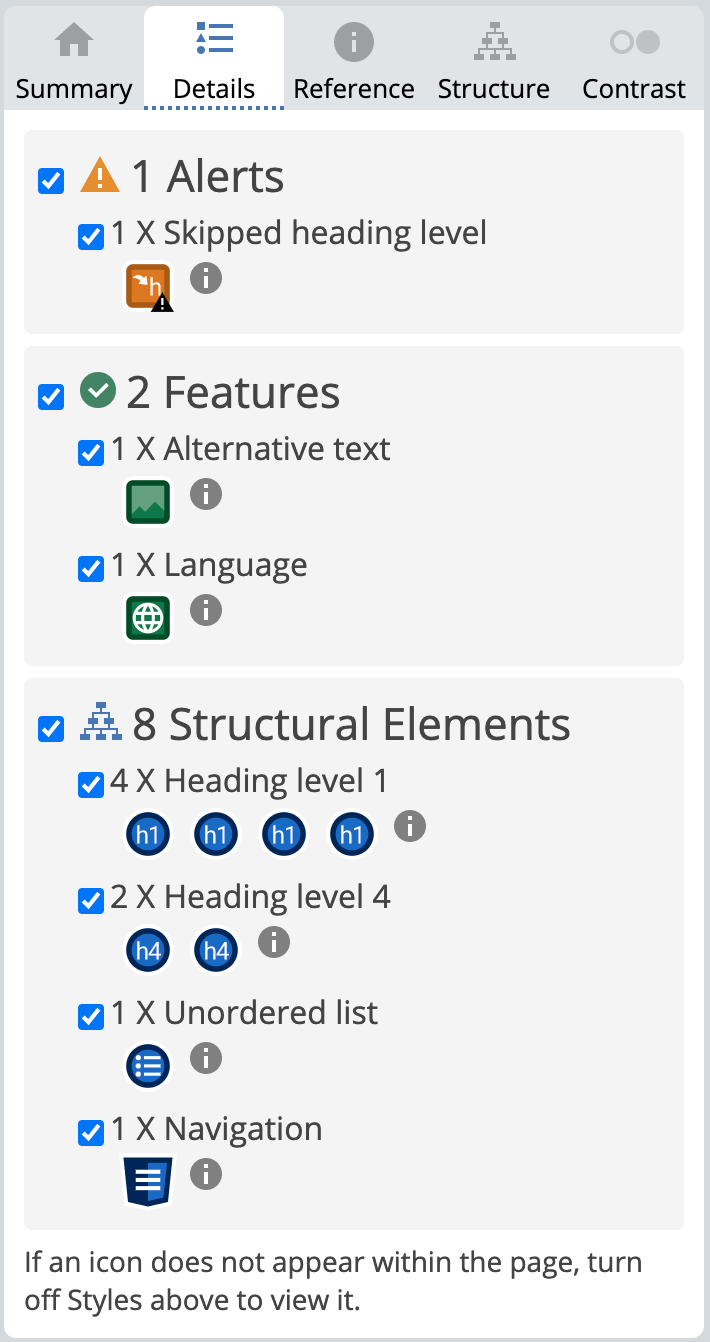 Summary Details Reference Structure Contrast
1 Alerts
1 X Skipped heading level
h
2 Features
1 X Alternative text
1 X Language
8 Structural Elements
4 X Heading level 1
h1 h1 h1 h1
2 X Heading level 4
h4 h4
1 X Unordered list
1 X Navigation
If an icon does not appear within the page, turn
off Styles above to view it.